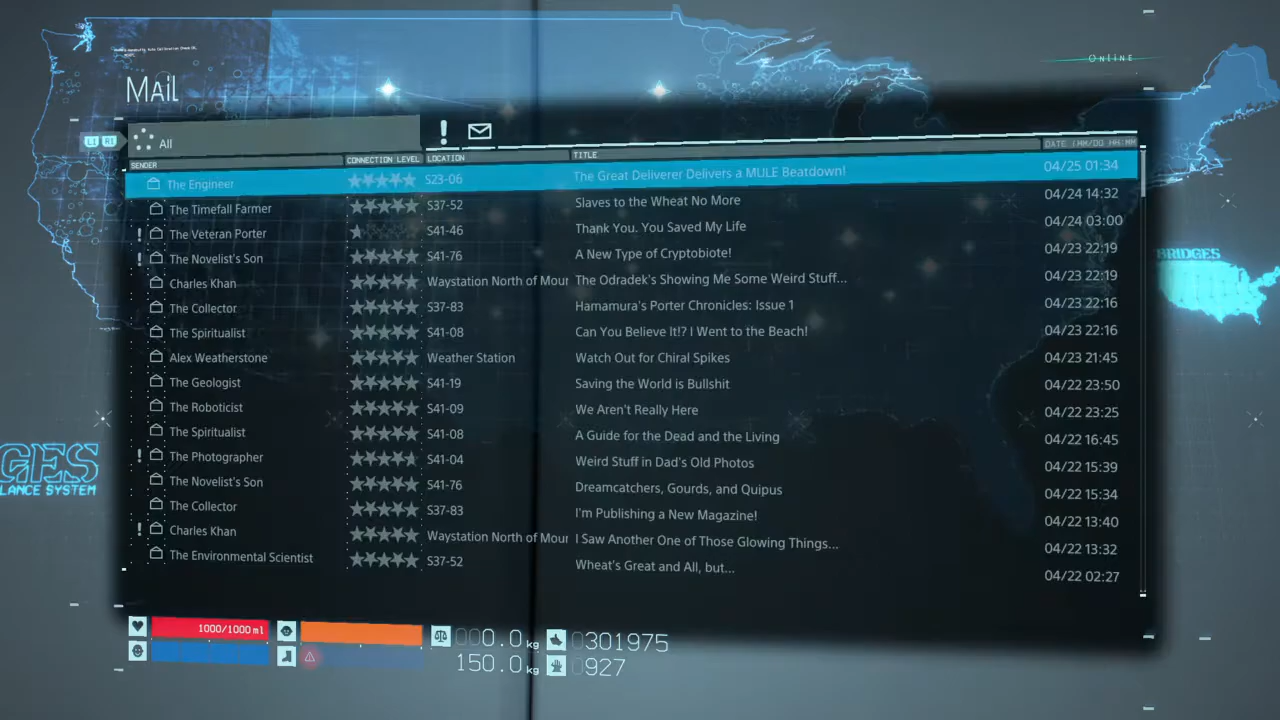 Online
Mail
L1 R1 All
SENDER CONNECTION LEVEL LOCATION TITLE DATE (MM/DD HH:MM)
The Engineer S23-06 The Great Deliverer Delivers a MULE Beatdown! 04/25 01:34
The Timefall Farmer S37-52 Slaves to the Wheat No More 04/24 14:32
! The Veteran Porter S41-46 Thank You. You Saved My Life 04/24 03:00
! The Novelist's Son S41-76 A New Type of Cryptobiote! 04/23 22:19
Charles Khan Waystation North of Mour The Odradek's Showing Me Some Weird Stuff... 04/23 22:19
The Collector S37-83 Hamamura's Porter Chronicles: Issue 1 04/23 22:16
The Spiritualist S41-08 Can You Believe It!? I Went to the Beach! 04/23 22:16
Alex Weatherstone Weather Station Watch Out for Chiral Spikes 04/23 21:45
The Geologist S41-19 Saving the World is Bullshit 04/22 23:50
The Roboticist S41-09 We Aren't Really Here 04/22 23:25
The Spiritualist S41-08 A Guide for the Dead and the Living 04/22 16:45
! The Photographer S41-04 Weird Stuff in Dad's Old Photos 04/22 15:39
The Novelist's Son S41-76 Dreamcatchers, Gourds, and Quipus 04/22 15:34
The Collector S37-83 I'm Publishing a New Magazine! 04/22 13:40
! Charles Khan Waystation North of Mour I Saw Another One of Those Glowing Things... 04/22 13:32
The Environmental Scientist S37-52 Wheat's Great and All, but... 04/22 02:27
BRIDGES
GES
LANCE SYSTEM
1000/1000 ml 000.0 kg 0301975
150.0 kg 0927